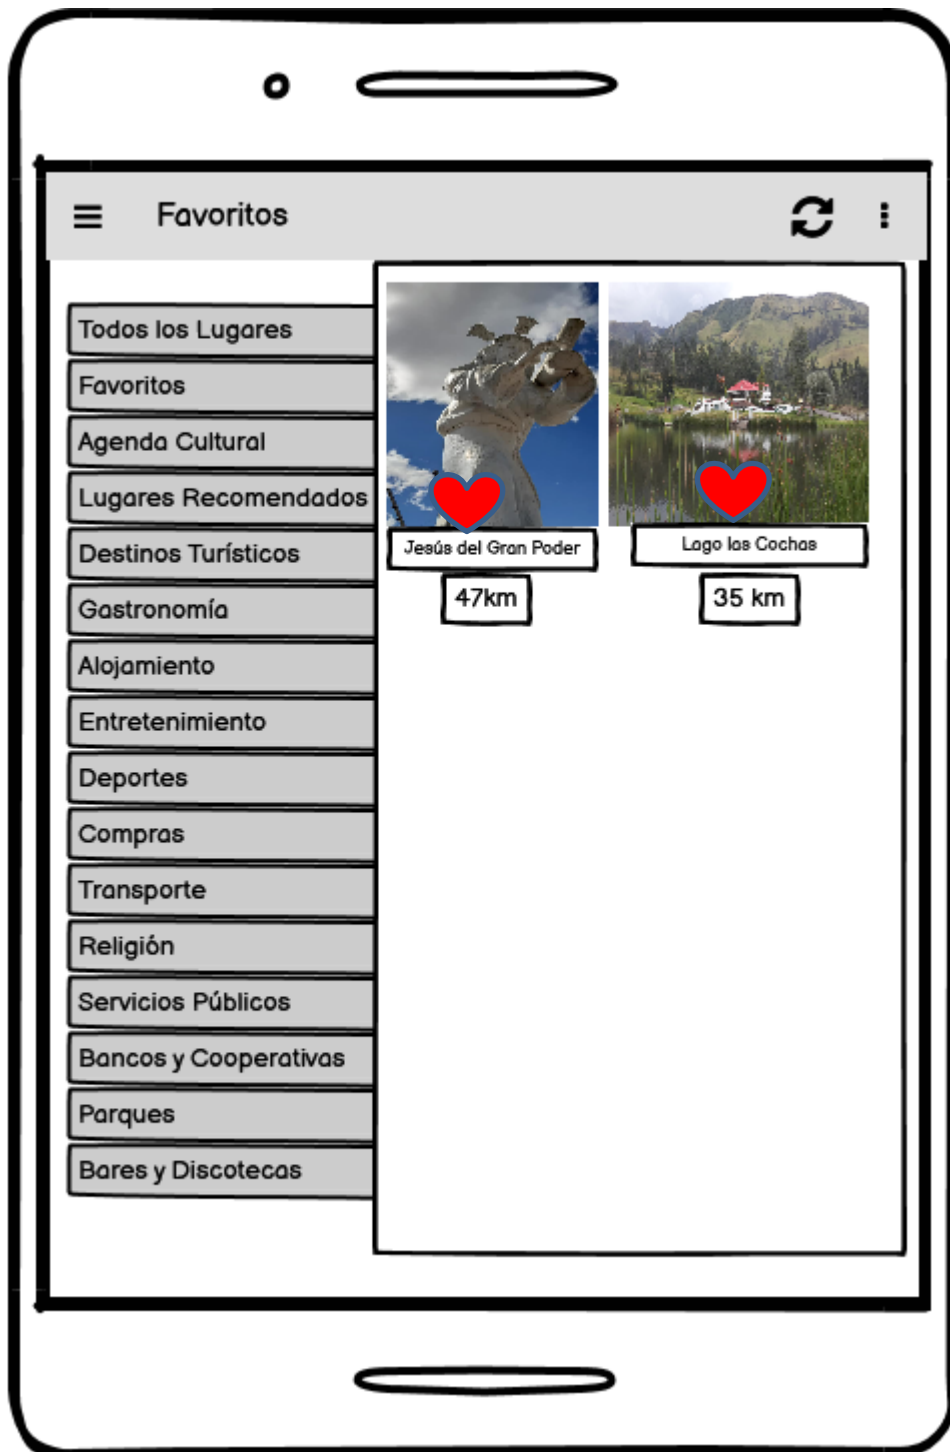 Favoritos
Todos los Lugares
Favoritos
Agenda Cultural
Lugares Recomendados
Destinos Turísticos
Gastronomía
Alojamiento
Entretenimiento
Deportes
Compras
Transporte
Religión
Servicios Públicos
Bancos y Cooperativas
Parques
Bares y Discotecas
Jesús del Gran Poder
47km
Lago las Cochas
35 km